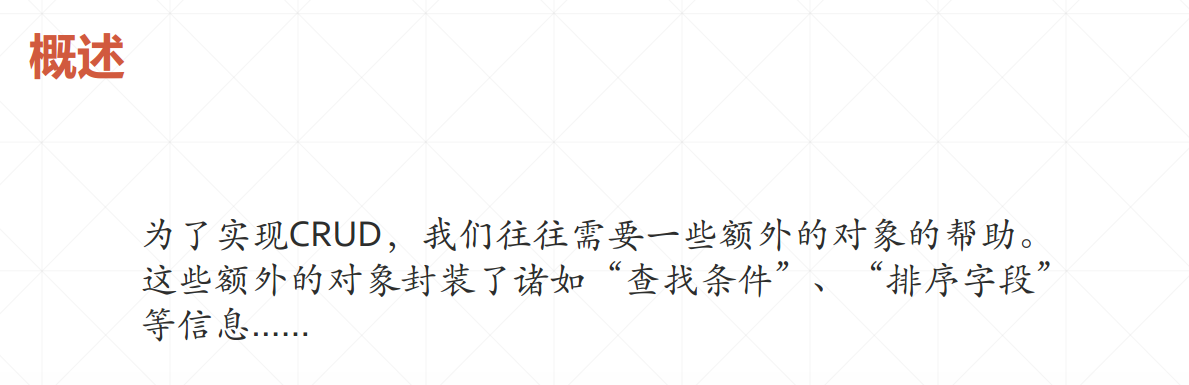 概述
为了实现CRUD，我们往往需要一些额外的对象的帮助。
这些额外的对象封装了诸如“查找条件”、“排序字段”
等信息……